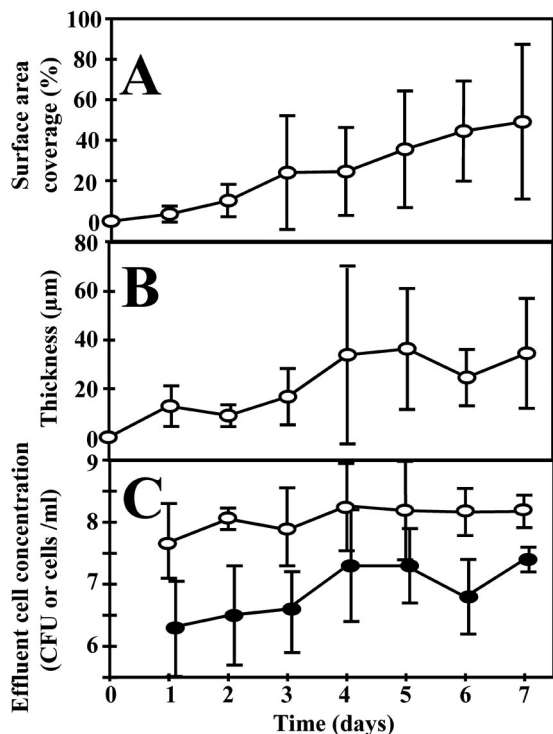 100
80
60
40
20
0
A
Surface area
coverage (%)
80
60
40
20
0
B
Thickness (µm)
9
8
7
6
C
Effluent cell concentration
(CFU or cells /ml)
0 1 2 3 4 5 6 7
Time (days)